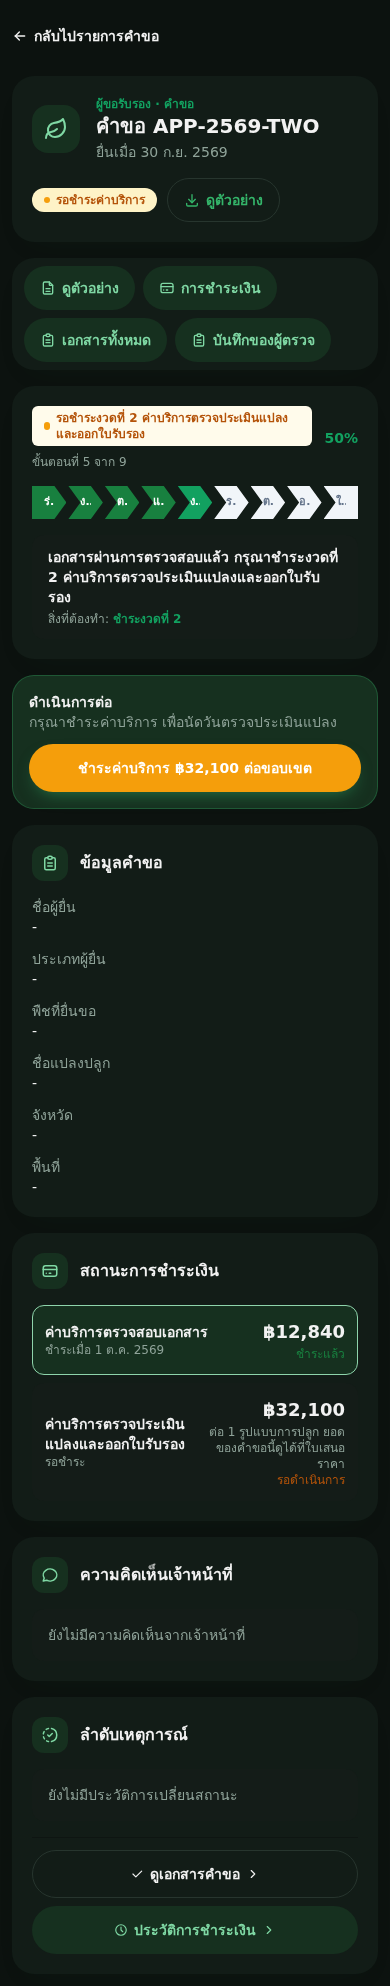 กลับไปรายการคำขอ
ผู้ขอรับรอง · คำขอ
คำขอ APP-2569-TWO
ยื่นเมื่อ 30 ก.ย. 2569
รอชำระค่าบริการ
ดูตัวอย่าง
ดูตัวอย่าง
การชำระเงิน
เอกสารทั้งหมด
บันทึกของผู้ตรวจ
รอชำระงวดที่ 2 ค่าบริการตรวจประเมินแปลง
และออกใบรับรอง
50%
ขั้นตอนที่ 5 จาก 9
ร่. ง. ต. แ. ง. ร. ต. อ. ใ.
เอกสารผ่านการตรวจสอบแล้ว กรุณาชำระงวดที่
2 ค่าบริการตรวจประเมินแปลงและออกใบรับ
รอง
สิ่งที่ต้องทำ: ชำระงวดที่ 2
ดำเนินการต่อ
กรุณาชำระค่าบริการ เพื่อนัดวันตรวจประเมินแปลง
ชำระค่าบริการ ฿32,100 ต่อขอบเขต
ข้อมูลคำขอ
ชื่อผู้ยื่น
-
ประเภทผู้ยื่น
-
พืชที่ยื่นขอ
-
ชื่อแปลงปลูก
-
จังหวัด
-
พื้นที่
-
สถานะการชำระเงิน
ค่าบริการตรวจสอบเอกสาร
ชำระเมื่อ 1 ต.ค. 2569
฿12,840
ชำระแล้ว
ค่าบริการตรวจประเมิน
แปลงและออกใบรับรอง
รอชำระ
฿32,100
ต่อ 1 รูปแบบการปลูก ยอด
ของคำขอนี้ดูได้ที่ใบเสนอ
ราคา
รอดำเนินการ
ความคิดเห็นเจ้าหน้าที่
ยังไม่มีความคิดเห็นจากเจ้าหน้าที่
ลำดับเหตุการณ์
ยังไม่มีประวัติการเปลี่ยนสถานะ
ดูเอกสารคำขอ
ประวัติการชำระเงิน